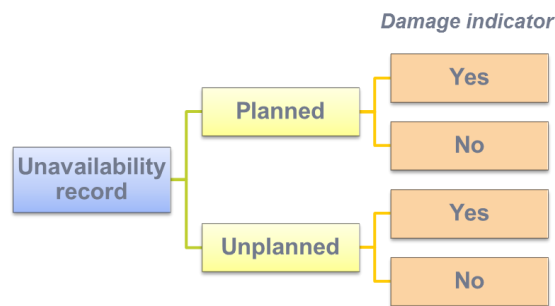 Damage indicator
Yes
Planned
No
Unavailability
record
Yes
Unplanned
No